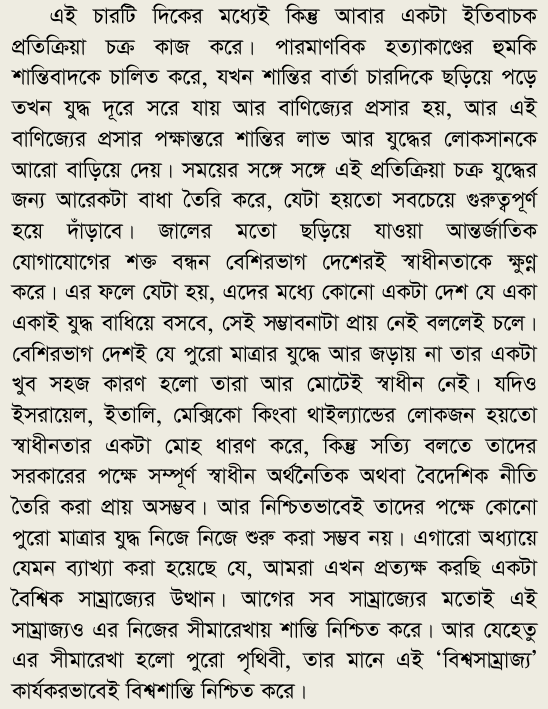 এই চারটি দিকের মধ্যেই কিন্তু আবার একটা ইতিবাচক
প্রতিক্রিয়া চক্র কাজ করে। পারমাণবিক হত্যাকাণ্ডের হুমকি
শান্তিবাদকে চালিত করে, যখন শান্তির বার্তা চারদিকে ছড়িয়ে পড়ে
তখন যুদ্ধ দূরে সরে যায় আর বাণিজ্যের প্রসার হয়, আর এই
বাণিজ্যের প্রসার পক্ষান্তরে শান্তির লাভ আর যুদ্ধের লোকসানকে
আরো বাড়িয়ে দেয়। সময়ের সঙ্গে সঙ্গে এই প্রতিক্রিয়া চক্র যুদ্ধের
জন্য আরেকটা বাধা তৈরি করে, যেটা হয়তো সবচেয়ে গুরুত্বপূর্ণ
হয়ে দাঁড়াবে। জালের মতো ছড়িয়ে যাওয়া আন্তর্জাতিক
যোগাযোগের শক্ত বন্ধন বেশিরভাগ দেশেরই স্বাধীনতাকে ক্ষুণ্ণ
করে। এর ফলে যেটা হয়, এদের মধ্যে কোনো একটা দেশ যে একা
একাই যুদ্ধ বাধিয়ে বসবে, সেই সম্ভাবনাটা প্রায় নেই বললেই চলে।
বেশিরভাগ দেশই যে পুরো মাত্রার যুদ্ধে আর জড়ায় না তার একটা
খুব সহজ কারণ হলো তারা আর মোটেই স্বাধীন নেই। যদিও
ইসরায়েল, ইতালি, মেক্সিকো কিংবা থাইল্যান্ডের লোকজন হয়তো
স্বাধীনতার একটা মোহ ধারণ করে, কিন্তু সত্যি বলতে তাদের
সরকারের পক্ষে সম্পূর্ণ স্বাধীন অর্থনৈতিক অথবা বৈদেশিক নীতি
তৈরি করা প্রায় অসম্ভব। আর নিশ্চিতভাবেই তাদের পক্ষে কোনো
পুরো মাত্রার যুদ্ধ নিজে নিজে শুরু করা সম্ভব নয়। এগারো অধ্যায়ে
যেমন ব্যাখ্যা করা হয়েছে যে, আমরা এখন প্রত্যক্ষ করছি একটা
বৈশ্বিক সাম্রাজ্যের উত্থান। আগের সব সাম্রাজ্যের মতোই এই
সাম্রাজ্যও এর নিজের সীমারেখায় শান্তি নিশ্চিত করে। আর যেহেতু
এর সীমারেখা হলো পুরো পৃথিবী, তার মানে এই ‘বিশ্বসাম্রাজ্য’
কার্যকরভাবেই বিশ্বশান্তি নিশ্চিত করে।